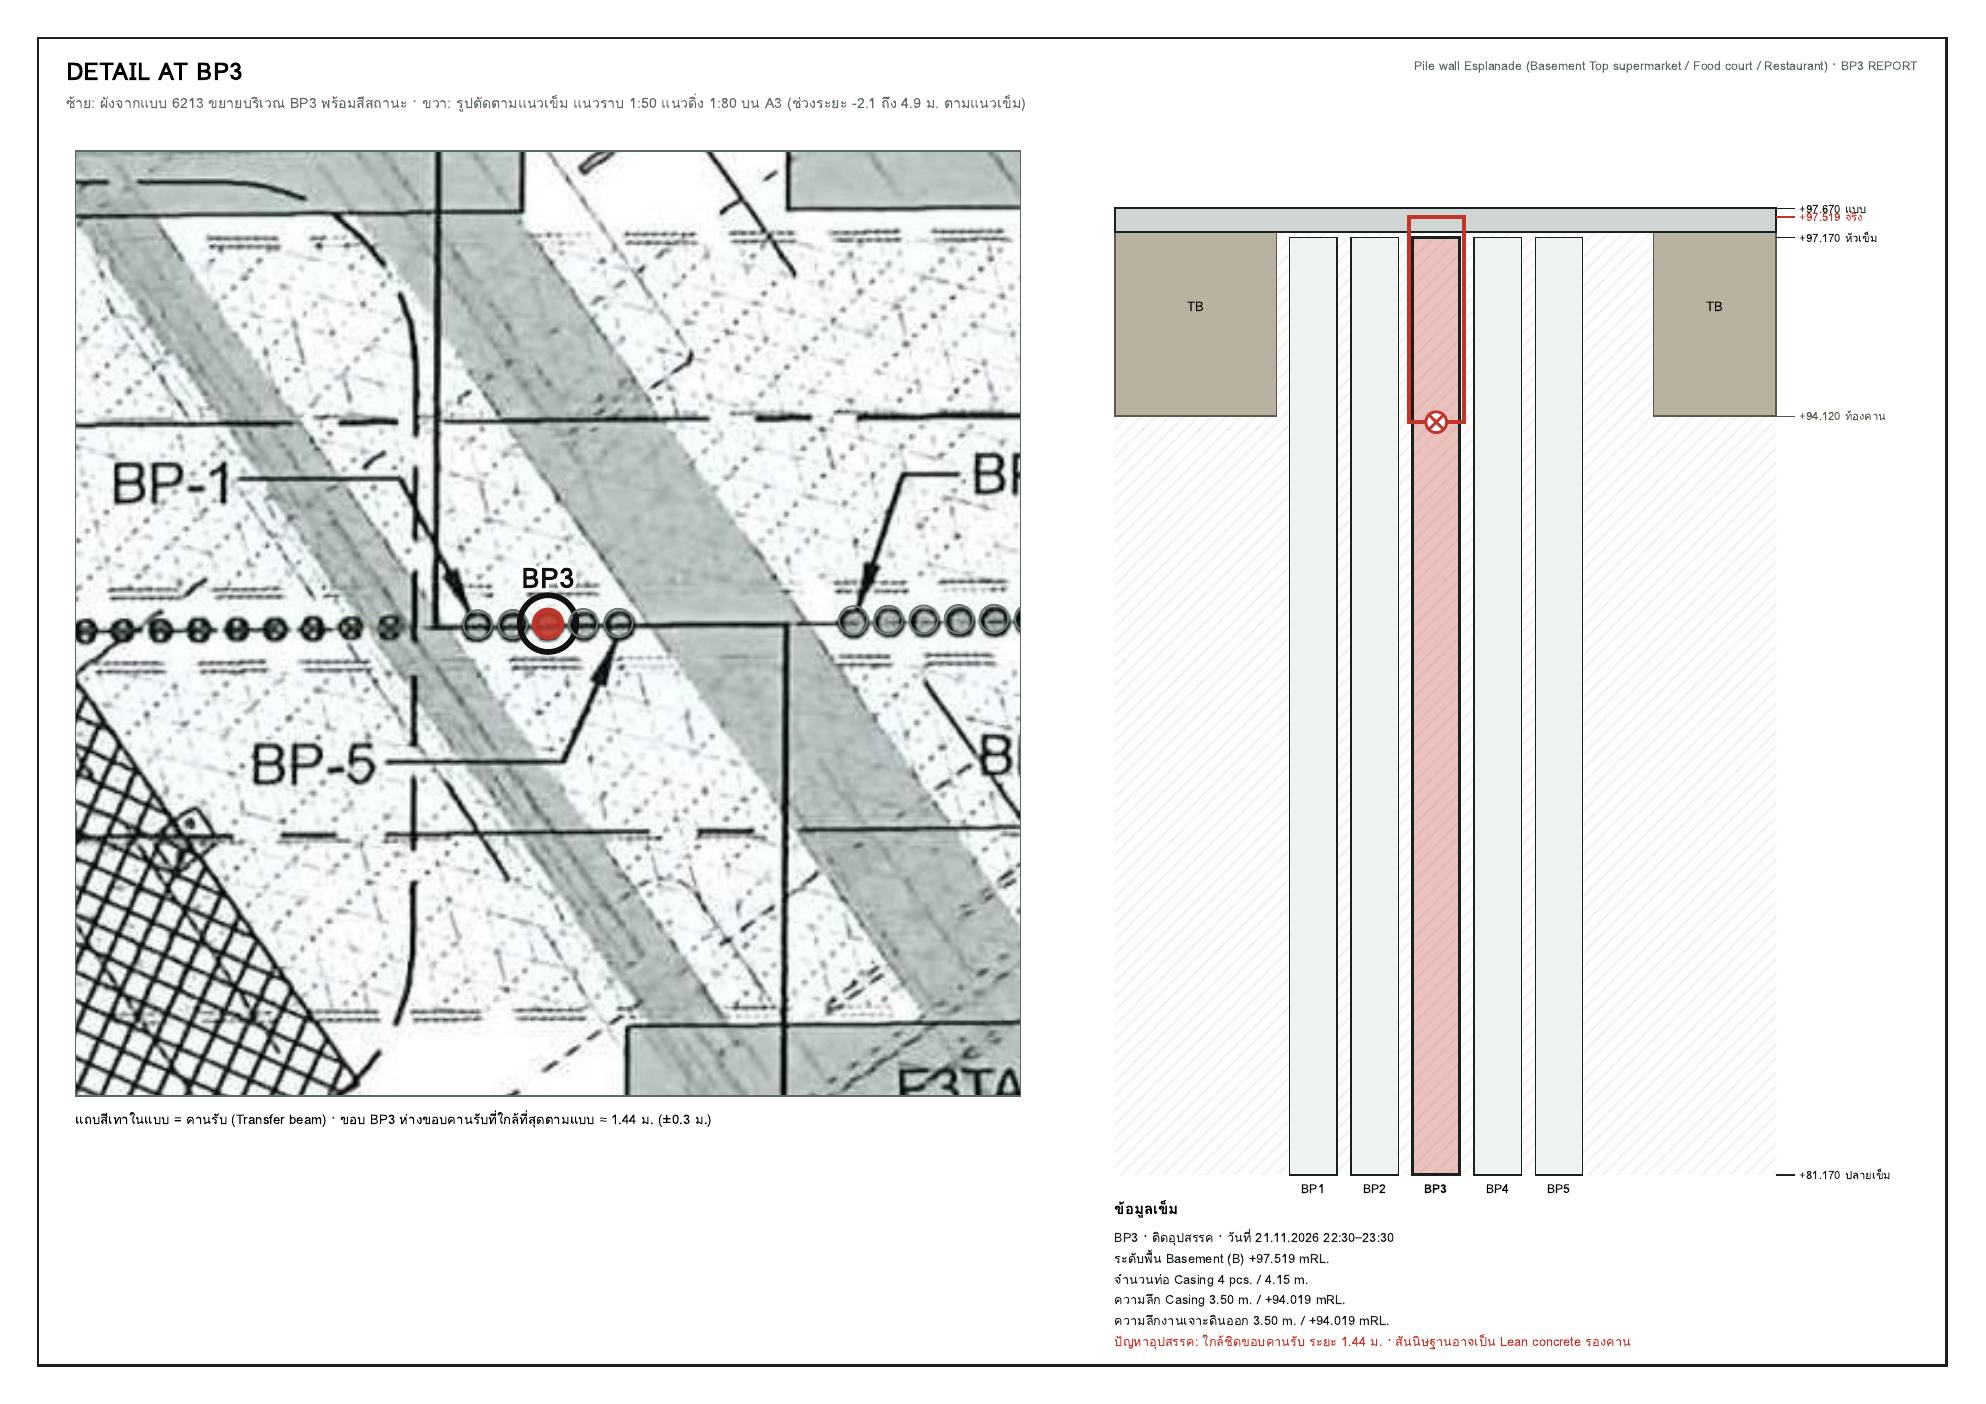 DETAIL AT BP3
Pile wall Esplanade (Basement Top supermarket / Food court / Restaurant) · BP3 REPORT
ซ้าย: ผังจากแบบ 6213 ขยายบริเวณ BP3 พร้อมสีสถานะ · ขวา: รูปตัดตามแนวเข็ม แนวราบ 1:50 แนวดิ่ง 1:80 บน A3 (ช่วงระยะ -2.1 ถึง 4.9 ม. ตามแนวเข็ม)
BP-1
BP3
BP-5
แถบสีเทาในแบบ = คานรับ (Transfer beam) · ขอบ BP3 ห่างขอบคานรับที่ใกล้ที่สุดตามแบบ ≈ 1.44 ม. (±0.3 ม.)
+97.670 แบบ
+97.519 จริง
+97.170 หัวเข็ม
TB
TB
+94.120 ท้องคาน
+81.170 ปลายเข็ม
BP1
BP2
BP3
BP4
BP5
ข้อมูลเข็ม
BP3 · ติดอุปสรรค · วันที่ 21.11.2026 22:30–23:30
ระดับพื้น Basement (B) +97.519 mRL.
จำนวนท่อ Casing 4 pcs. / 4.15 m.
ความลึก Casing 3.50 m. / +94.019 mRL.
ความลึกงานเจาะดินออก 3.50 m. / +94.019 mRL.
ปัญหาอุปสรรค: ใกล้ชิดขอบคานรับ ระยะ 1.44 ม. · สันนิษฐานอาจเป็น Lean concrete รองคาน